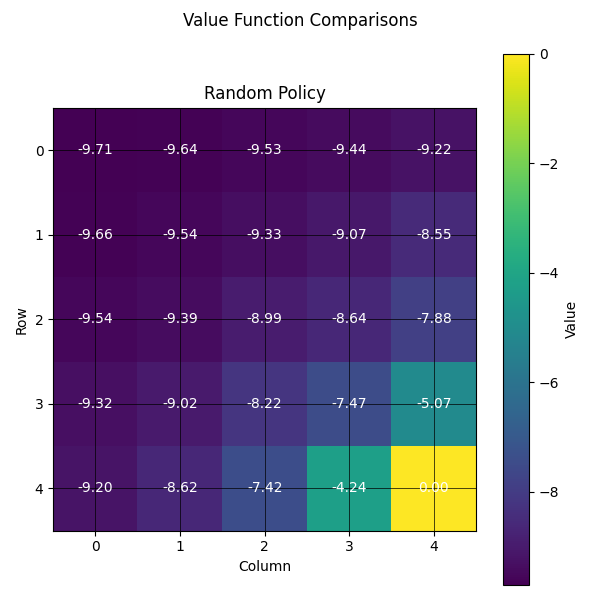 Value Function Comparisons
Random Policy
0 -9.71 -9.64 -9.53 -9.44 -9.22
1 -9.66 -9.54 -9.33 -9.07 -8.55
2 -9.54 -9.39 -8.99 -8.64 -7.88
3 -9.32 -9.02 -8.22 -7.47 -5.07
4 -9.20 -8.62 -7.42 -4.24 0.00
0 1 2 3 4
Column
Row
0
−2
−4
−6
−8
Value